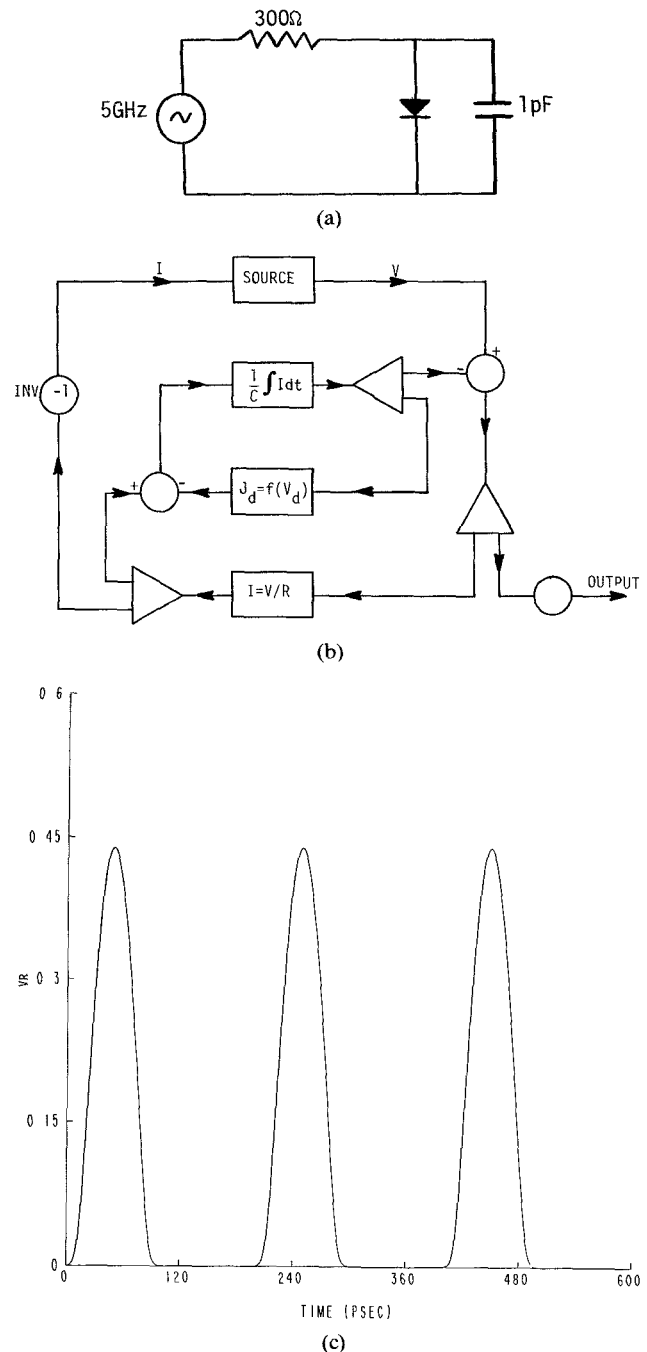 300Ω
5GHz
1pF
(a)
I
SOURCE
V
+
-
INV
-1
1/C ∫Idt
+
-
J_d=f(V_d)
I=V/R
OUTPUT
(b)
0 6
0 45
0 3
0 15
0
VR
0 120 240 360 480 600
TIME (PSEC)
(c)